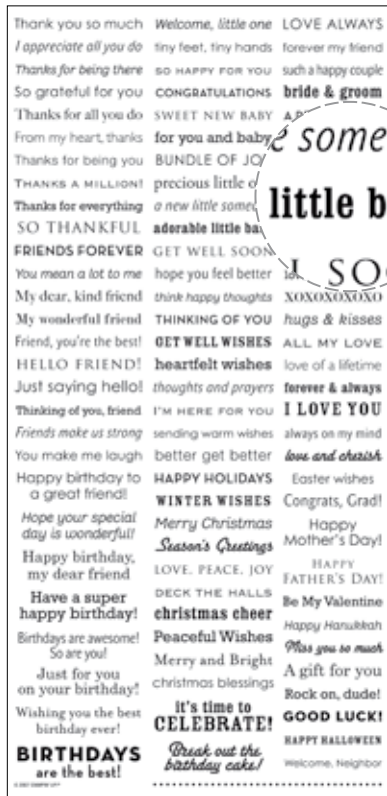 Thank you so much
I appreciate all you do
Thanks for being there
So grateful for you
Thanks for all you do
From my heart, thanks
Thanks for being you
THANKS A MILLION!
Thanks for everything
SO THANKFUL
FRIENDS FOREVER
You mean a lot to me
My dear, kind friend
My wonderful friend
Friend, you're the best!
HELLO FRIEND!
Just saying hello!
Thinking of you, friend
Friends make us strong
You make me laugh
Happy birthday to
a great friend!
Hope your special
day is wonderful!
Happy birthday,
my dear friend
Have a super
happy birthday!
Birthdays are awesome!
So are you!
Just for you
on your birthday!
Wishing you the best
birthday ever!
BIRTHDAYS
are the best!
Welcome, little one
tiny feet, tiny hands
SO HAPPY FOR YOU
CONGRATULATIONS
SWEET NEW BABY
for you and baby
BUNDLE OF JO
precious little o
a new little some
adorable little ba
GET WELL SOON
hope you feel better
think happy thoughts
THINKING OF YOU
GET WELL WISHES
heartfelt wishes
thoughts and prayers
I'M HERE FOR YOU
sending warm wishes
better get better
HAPPY HOLIDAYS
WINTER WISHES
Merry Christmas
Season's Greetings
LOVE, PEACE, JOY
DECK THE HALLS
christmas cheer
Peaceful Wishes
Merry and Bright
christmas blessings
it's time to
CELEBRATE!
Break out the
birthday cake!
LOVE ALWAYS
forever my friend
such a happy couple
bride & groom
e some
little b
L SO
XOXOXOXOXO
hugs & kisses
ALL MY LOVE
love of a lifetime
forever & always
I LOVE YOU
always on my mind
love and cherish
Easter wishes
Congrats, Grad!
Happy
Mother's Day!
HAPPY
FATHER'S DAY!
Be My Valentine
Happy Hanukkah
Miss you so much
A gift for you
Rock on, dude!
GOOD LUCK!
HAPPY HALLOWEEN
Welcome, Neighbor